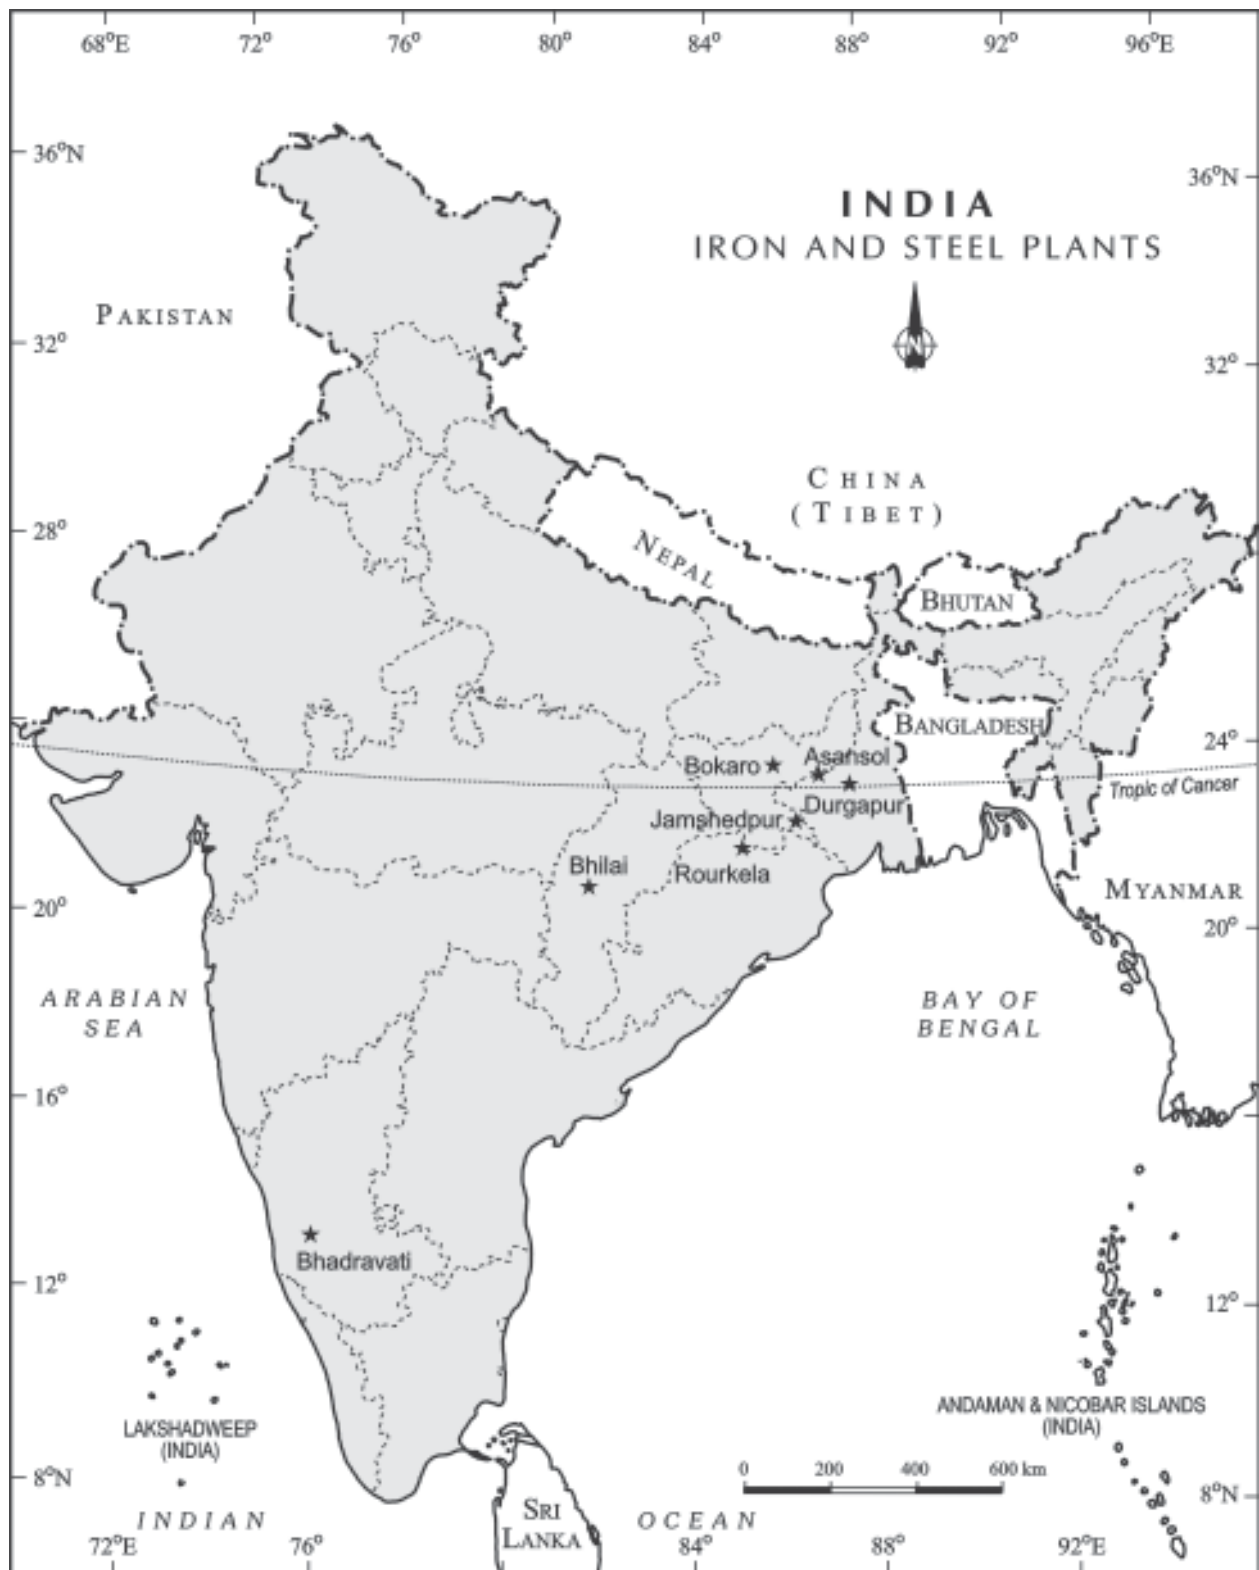 68°E 72° 76° 80° 84° 88° 92° 96°E
36°N
36°N
INDIA
IRON AND STEEL PLANTS
N
PAKISTAN
32°
32°
CHINA
(TIBET)
28°
NEPAL
BHUTAN
BANGLADESH
24°
Asansol
Bokaro
Tropic of Cancer
Durgapur
Jamshedpur
Bhilai
Rourkela
MYANMAR
20°
20°
ARABIAN
SEA
BAY OF
BENGAL
16°
Bhadravati
12°
12°
LAKSHADWEEP
(INDIA)
ANDAMAN & NICOBAR ISLANDS
(INDIA)
0 200 400 600 km
8°N
8°N
SRI
LANKA
INDIAN OCEAN
72°E 76° 84° 88° 92°E